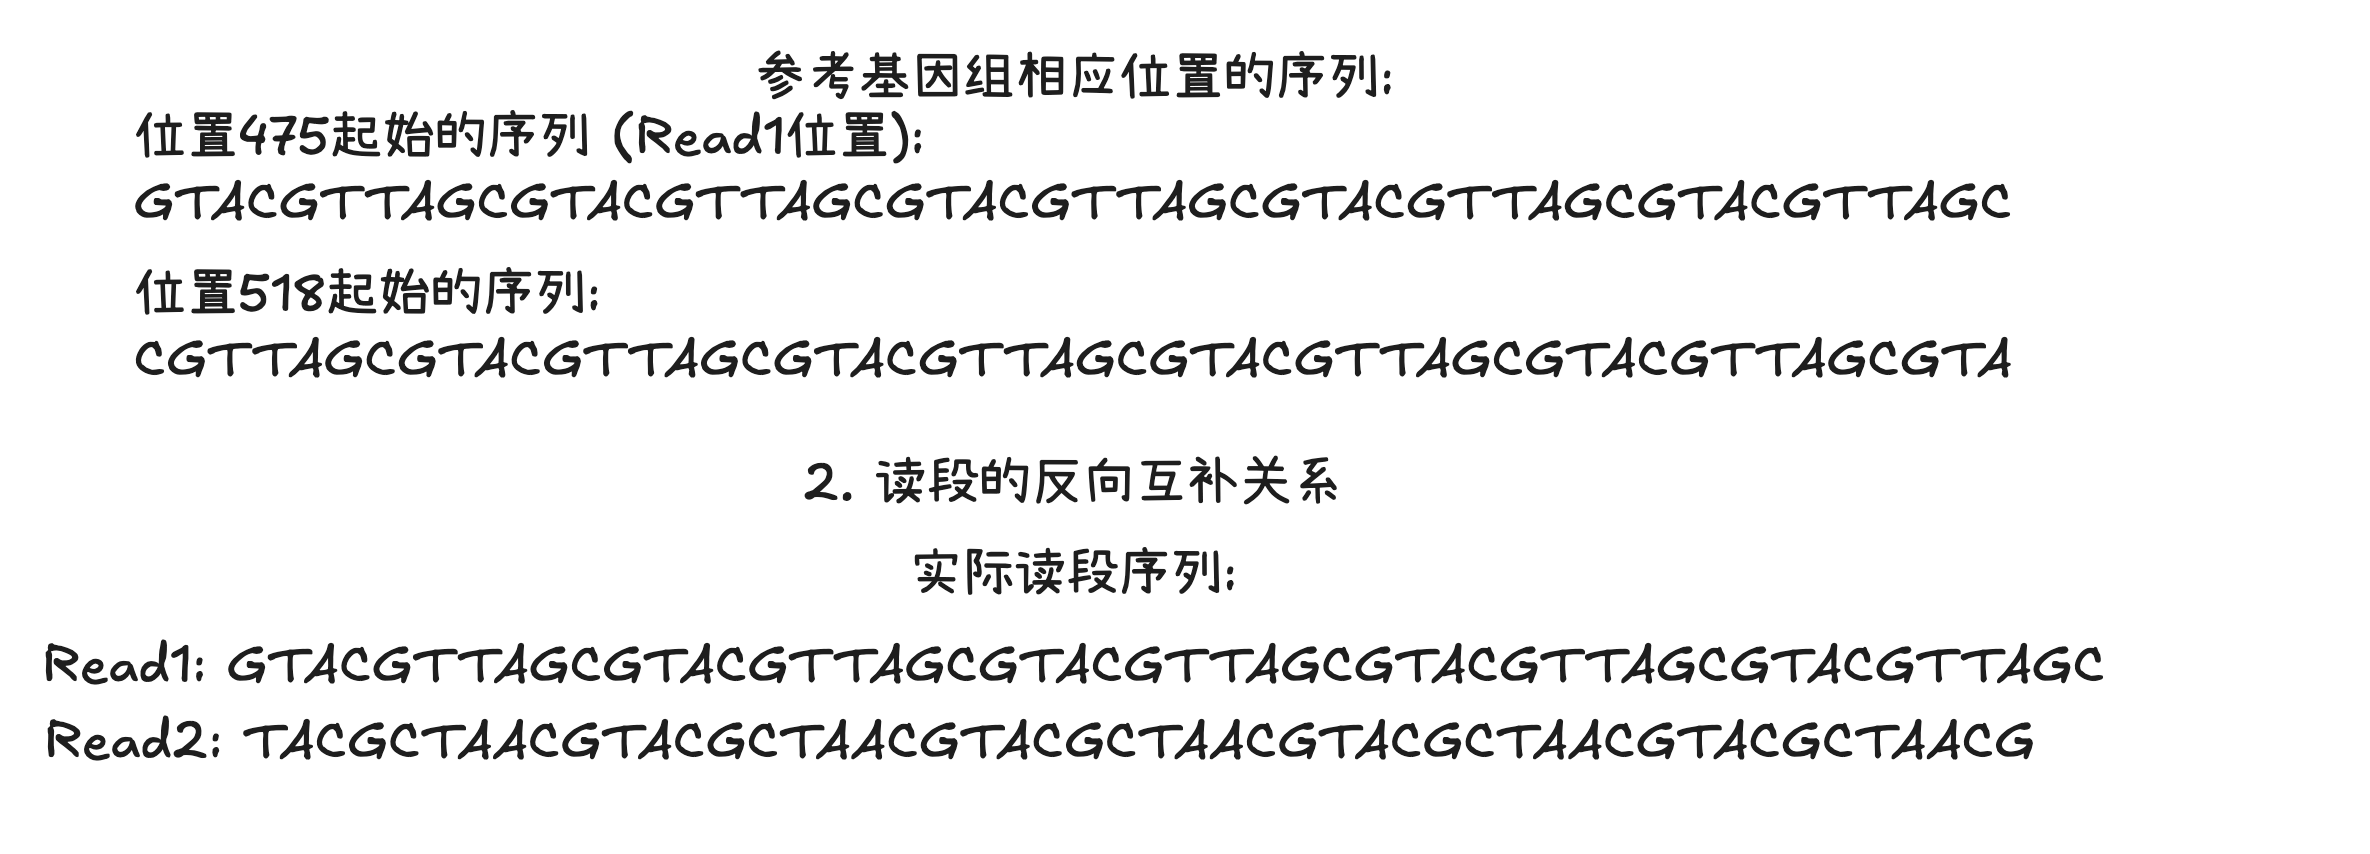 参考基因组相应位置的序列:
位置475起始的序列 (Read1位置):
GTACGTTAGCGTACGTTAGCGTACGTTAGCGTACGTTAGCGTACGTTAGC
位置518起始的序列:
CGTTAGCGTACGTTAGCGTACGTTAGCGTACGTTAGCGTACGTTAGCGTA
2. 读段的反向互补关系
实际读段序列:
Read1: GTACGTTAGCGTACGTTAGCGTACGTTAGCGTACGTTAGCGTACGTTAGC
Read2: TACGCTAACGTACGCTAACGTACGCTAACGTACGCTAACGTACGCTAACG